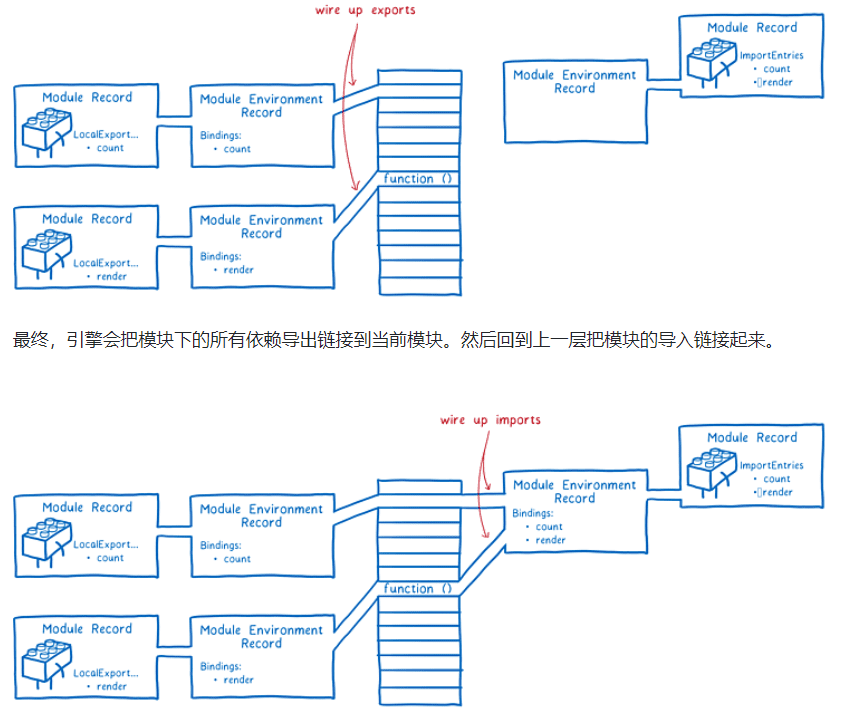 wire up exports
Module Record
LocalExport...
• count
Module Environment
Record
Bindings:
• count
function ()
Module Record
LocalExport...
• render
Module Environment
Record
Bindings:
• render
Module Environment
Record
Module Record
ImportEntries
• count
• render
最终，引擎会把模块下的所有依赖导出链接到当前模块。然后回到上一层把模块的导入链接起来。
wire up imports
Module Record
LocalExport...
• count
Module Environment
Record
Bindings:
• count
function ()
Module Record
LocalExport...
• render
Module Environment
Record
Bindings:
• render
Module Environment
Record
Bindings:
• count
• render
Module Record
ImportEntries
• count
• render